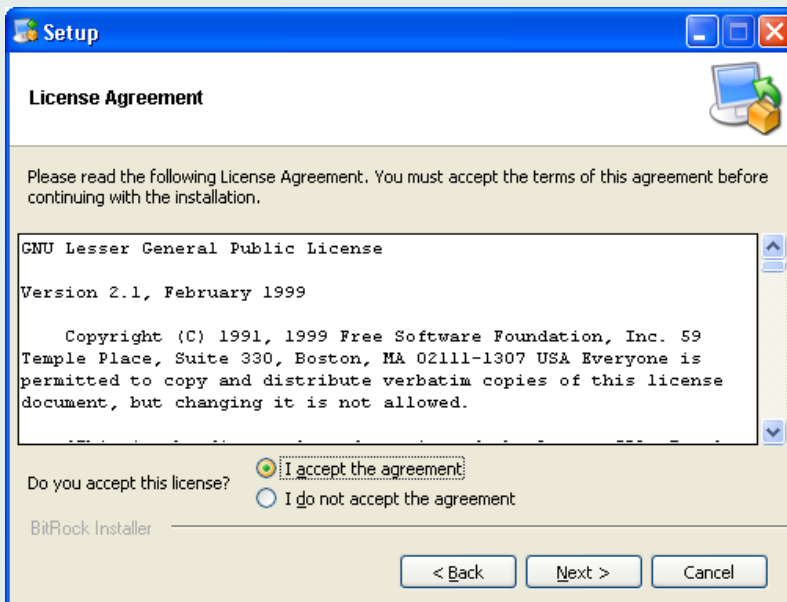 Setup
License Agreement
Please read the following License Agreement. You must accept the terms of this agreement before
continuing with the installation.
GNU Lesser General Public License
Version 2.1, February 1999
Copyright (C) 1991, 1999 Free Software Foundation, Inc. 59
Temple Place, Suite 330, Boston, MA 02111-1307 USA Everyone is
permitted to copy and distribute verbatim copies of this license
document, but changing it is not allowed.
Do you accept this license?
I accept the agreement
I do not accept the agreement
BitRock Installer
< Back
Next >
Cancel